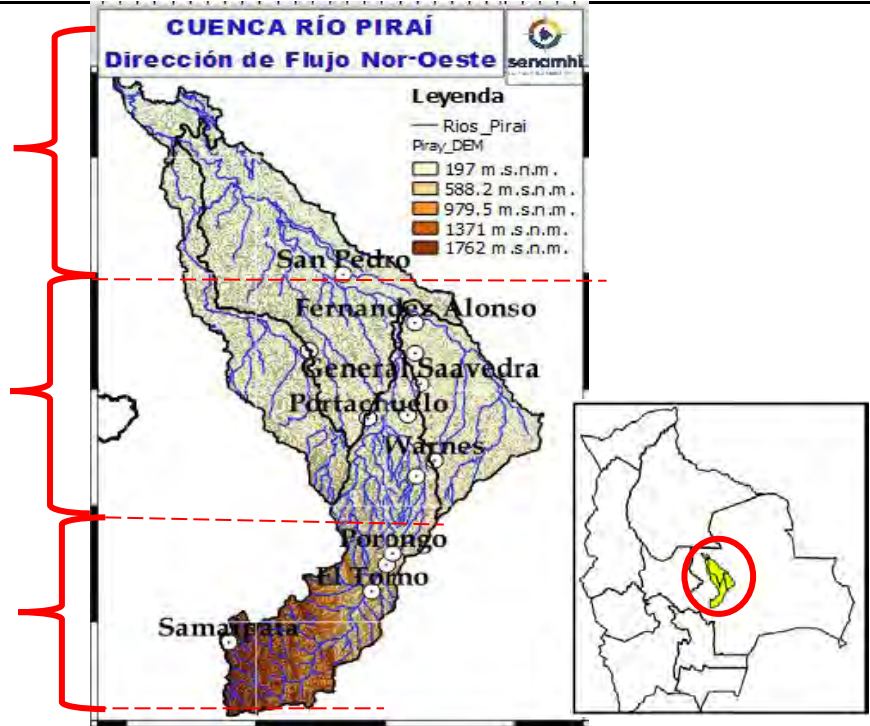 CUENCA RÍO PIRAÍ
Dirección de Flujo Nor-Oeste
senamhi
Leyenda
Rios_Pirai
Piray_DEM
197 m.s.n.m.
588.2 m.s.n.m.
979.5 m.s.n.m.
1371 m.s.n.m.
1762 m.s.n.m.
San Pedro
Fernandez Alonso
General Saavedra
Portachuelo
Warnes
Porongo
El Torno
Samaipata